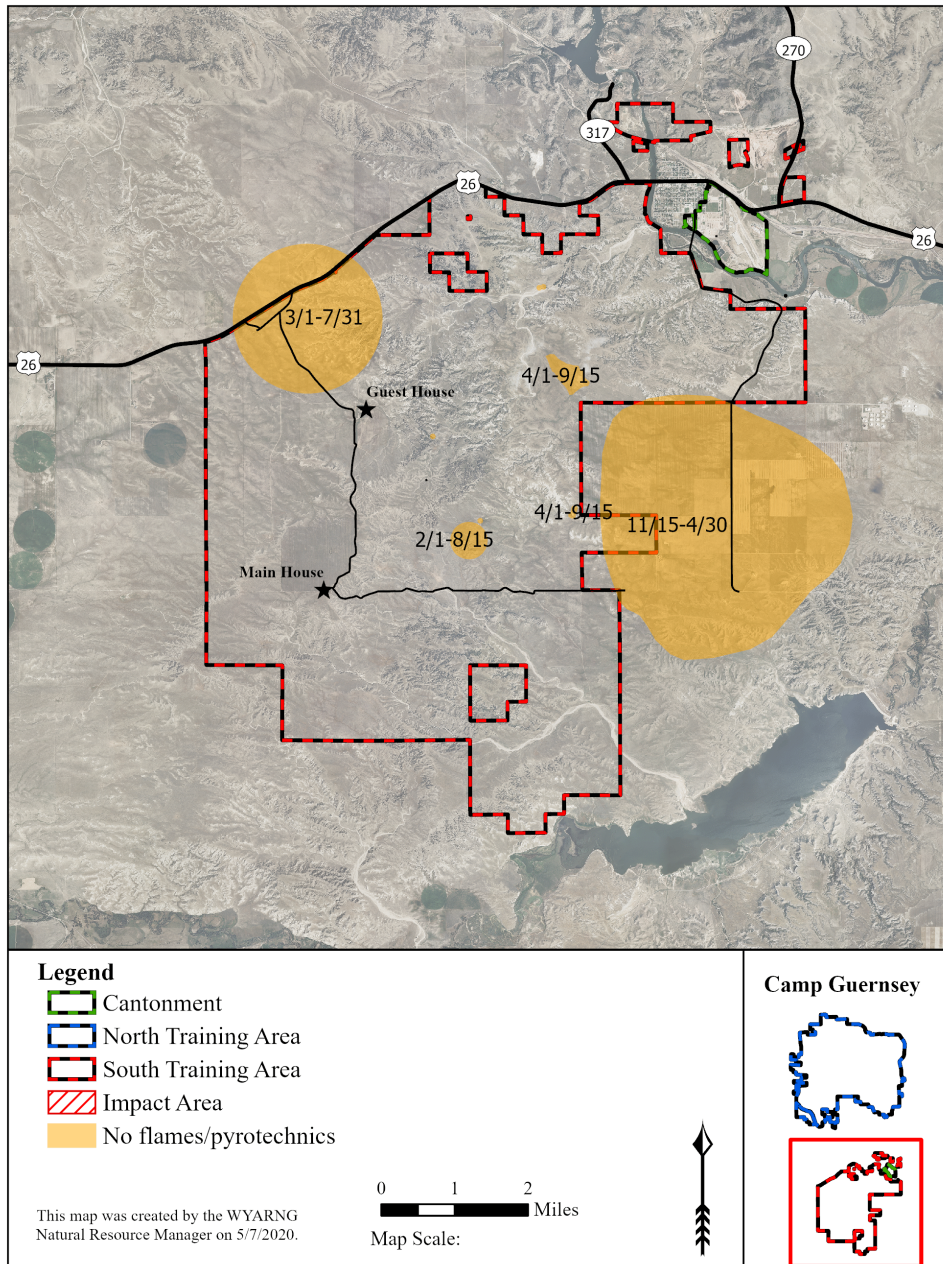 270
317
26
26
3/1-7/31
26
4/1-9/15
Guest House
4/1-9/15
11/15-4/30
2/1-8/15
Main House
Legend
Cantonment
North Training Area
South Training Area
Impact Area
No flames/pyrotechnics
This map was created by the WYARNG
Natural Resource Manager on 5/7/2020.
0 1 2
Miles
Map Scale:
Camp Guernsey